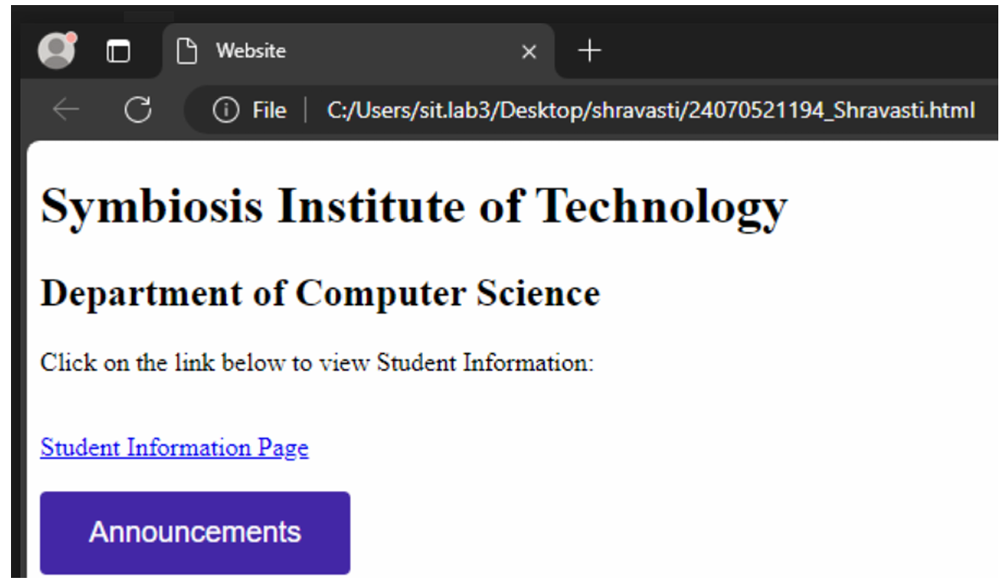 Website
File
C:/Users/sit.lab3/Desktop/shravasti/24070521194_Shravasti.html
Symbiosis Institute of Technology
Department of Computer Science
Click on the link below to view Student Information:
Student Information Page
Announcements